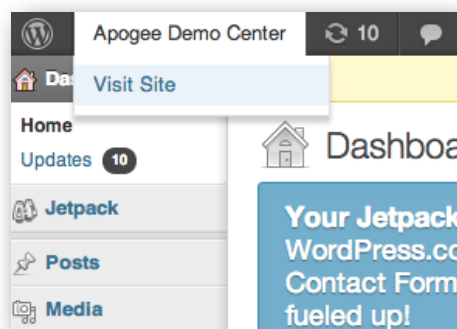 Apogee Demo Center 10
Visit Site
Home
Updates 10
Jetpack
Posts
Media
Dashboa
Your Jetpack
WordPress.co
Contact Form
fueled up!